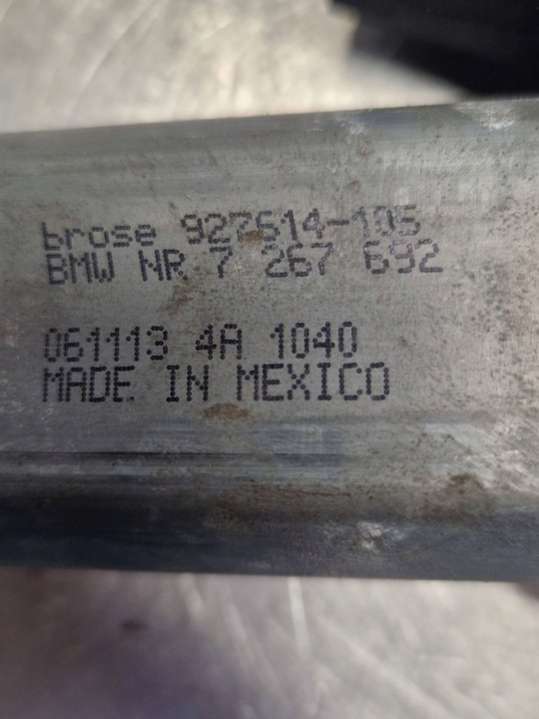 brose 927614-105
BMW NR 7 267 692
061113 4A 1040
MADE IN MEXICO